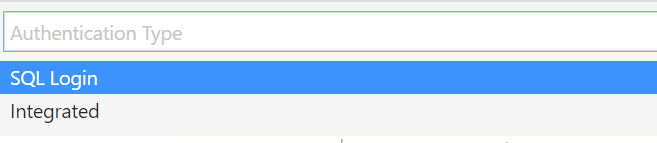 Authentication Type
SQL Login
Integrated